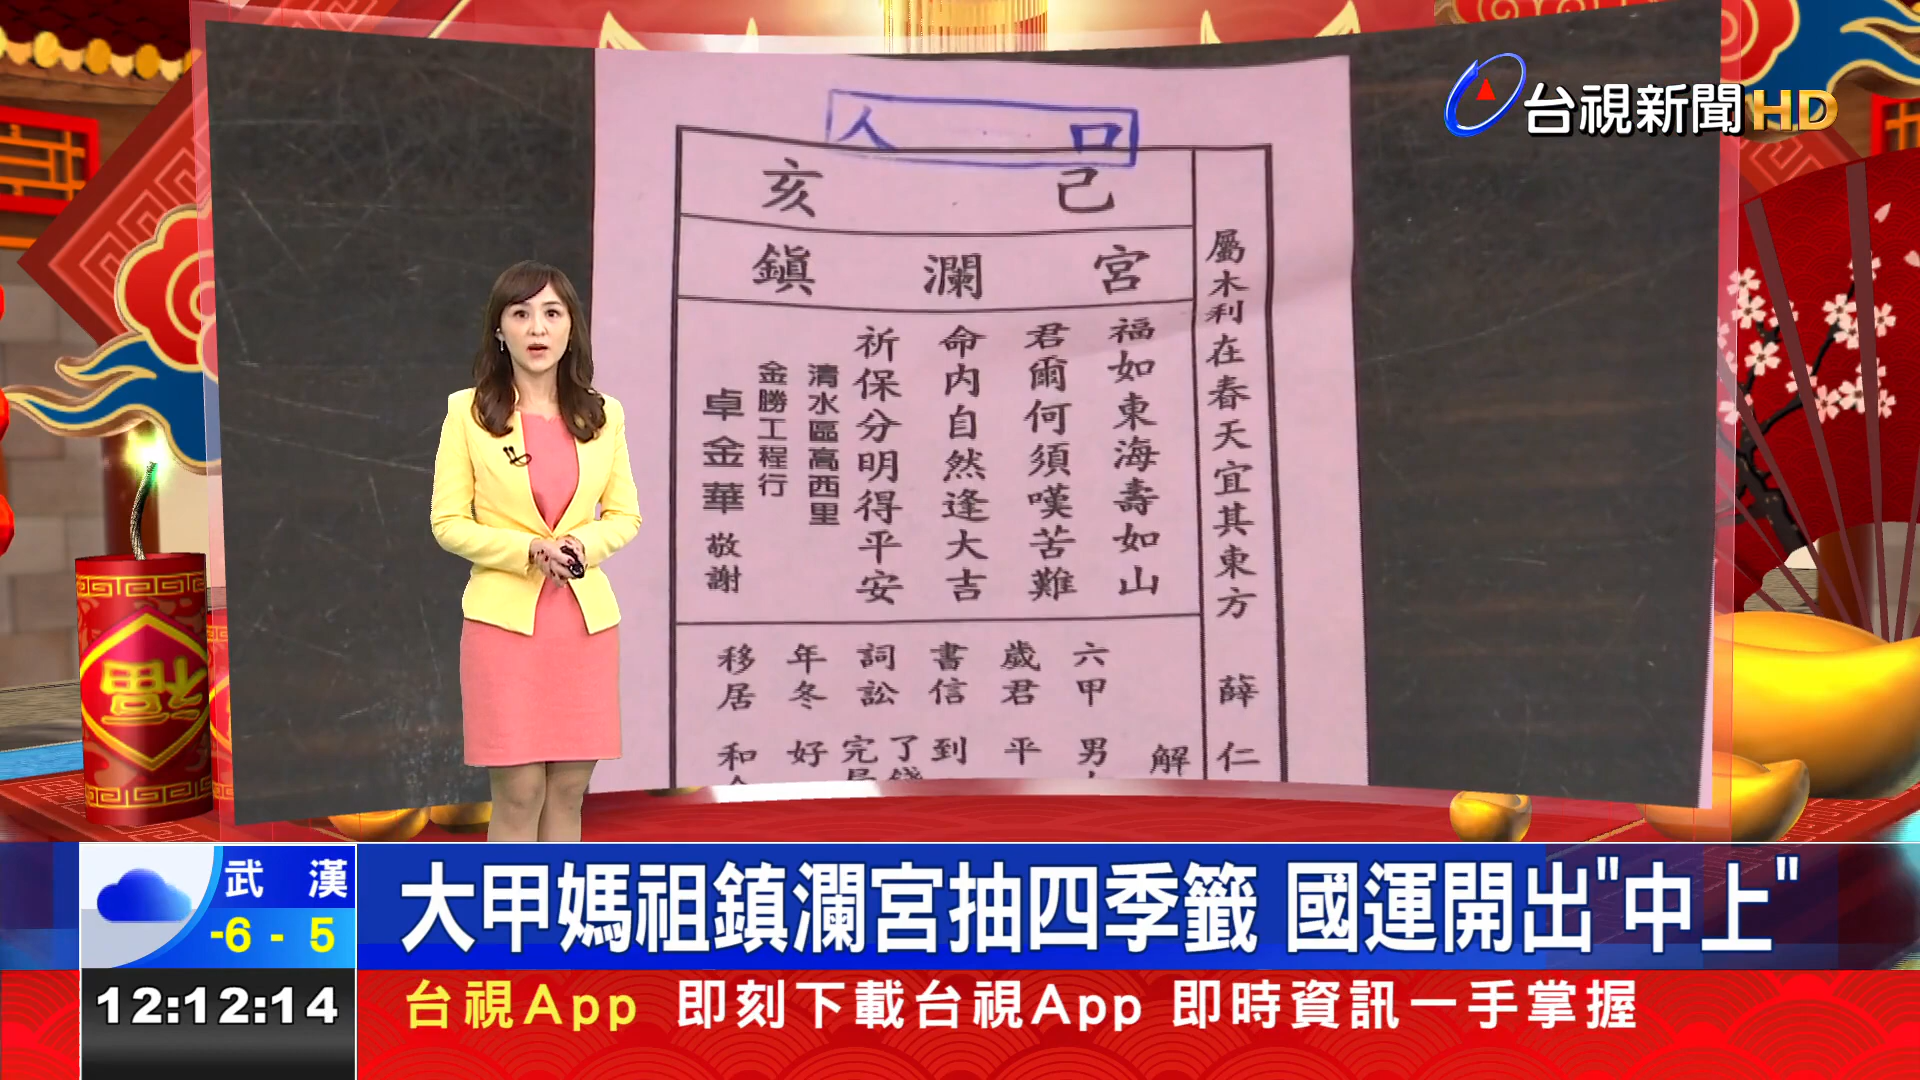 台視新聞HD
人口
己亥
鎮瀾宮
屬木利在春天宜其東方 薛仁
福如東海壽如山
君爾何須嘆苦難
命內自然逢大吉
祈保分明得平安
清水區高西里
金勝工程行
卓金華 敬謝
解
六甲 男
歲君 平
書信 到
詞訟 了錢完局
年冬 好
移居 和合
福
武漢
-6 - 5
大甲媽祖鎮瀾宮抽四季籤 國運開出"中上"
12:12:14
台視App 即刻下載台視App 即時資訊一手掌握